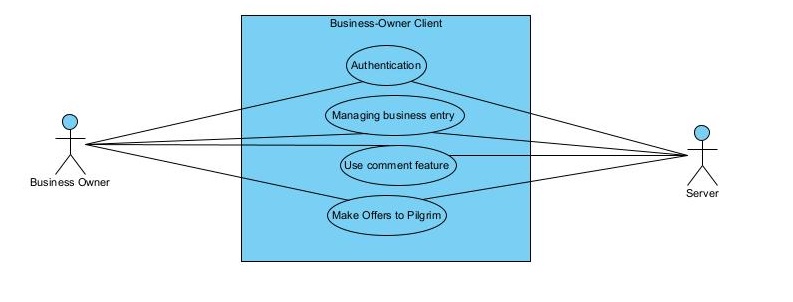 Business-Owner Client
Authentication
Managing business entry
Use comment feature
Business Owner
Server
Make Offers to Pilgrim